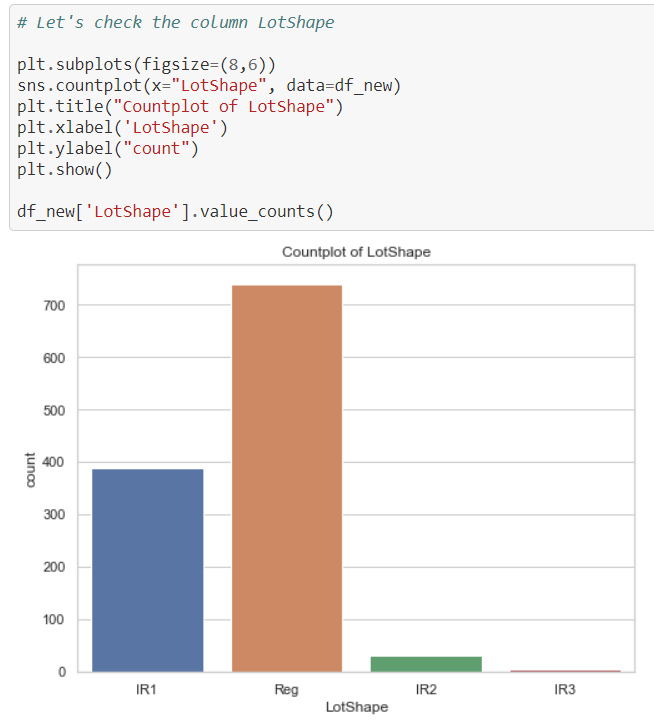 # Let's check the column LotShape
plt.subplots(figsize=(8,6))
sns.countplot(x="LotShape", data=df_new)
plt.title("Countplot of LotShape")
plt.xlabel('LotShape')
plt.ylabel("count")
plt.show()
df_new['LotShape'].value_counts()
Countplot of LotShape
700
600
500
400
300
200
100
0
count
IR1 Reg IR2 IR3
LotShape